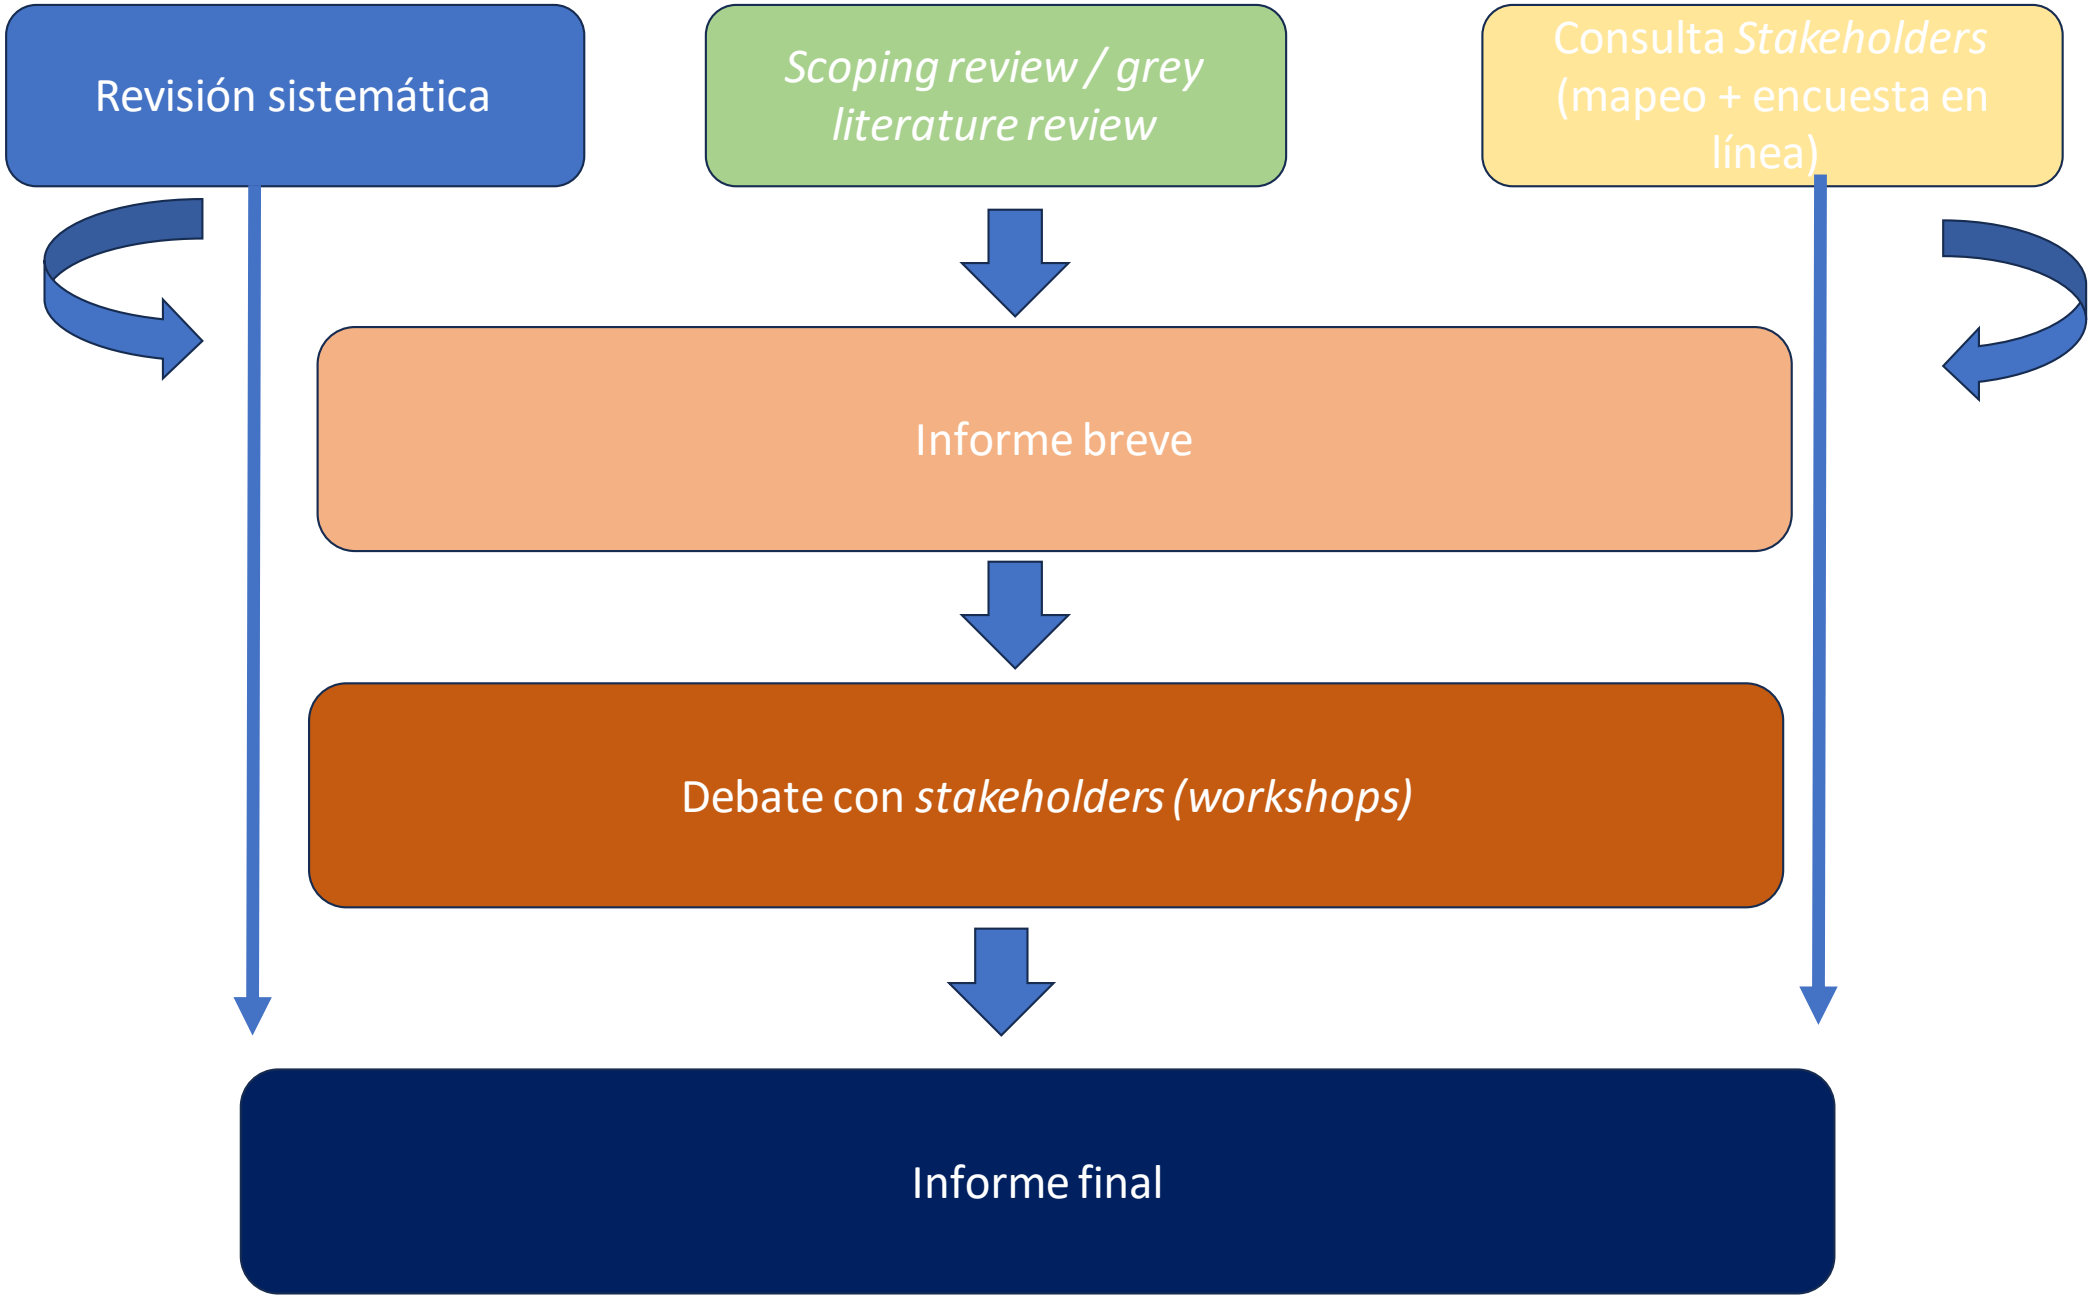 Revisión sistemática
Scoping review / grey
literature review
Consulta Stakeholders
(mapeo + encuesta en
línea)
Informe breve
Debate con stakeholders (workshops)
Informe final